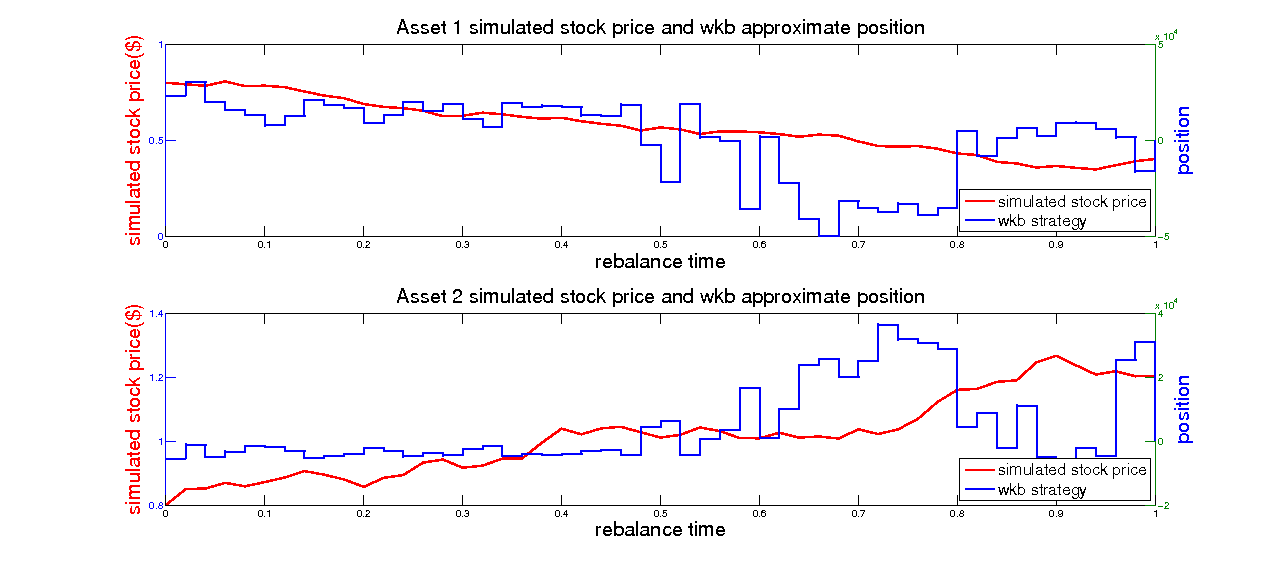 Asset 1 simulated stock price and wkb approximate position
x 10^4
simulated stock price($)
1
0.5
0
5
0
-5
position
simulated stock price
wkb strategy
0 0.1 0.2 0.3 0.4 0.5 0.6 0.7 0.8 0.9 1
rebalance time
Asset 2 simulated stock price and wkb approximate position
x 10^4
simulated stock price($)
1.4
1.2
1
0.8
4
2
0
-2
position
simulated stock price
wkb strategy
0 0.1 0.2 0.3 0.4 0.5 0.6 0.7 0.8 0.9 1
rebalance time